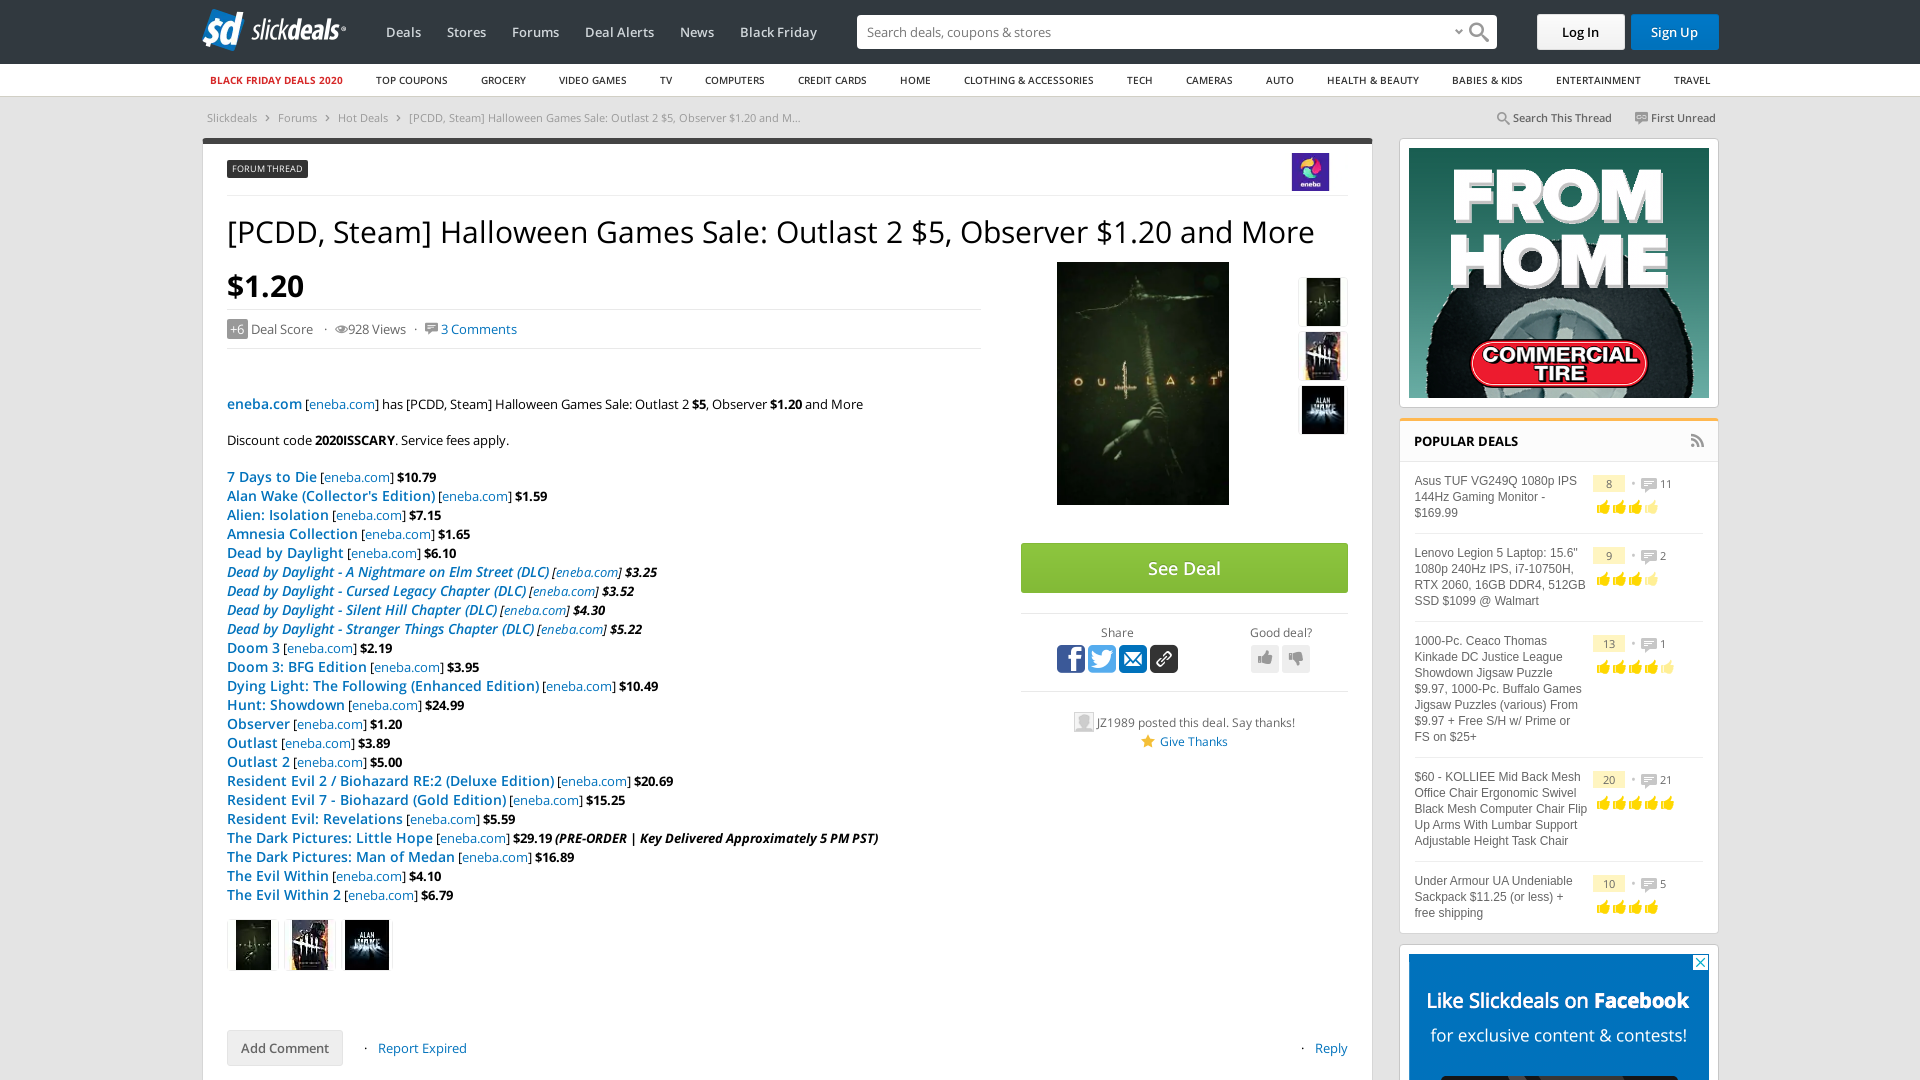 sd slickdeals
Deals Stores Forums Deal Alerts News Black Friday
Search deals, coupons & stores
Log In Sign Up
BLACK FRIDAY DEALS 2020 TOP COUPONS GROCERY VIDEO GAMES TV COMPUTERS CREDIT CARDS HOME CLOTHING & ACCESSORIES TECH CAMERAS AUTO HEALTH & BEAUTY BABIES & KIDS ENTERTAINMENT TRAVEL
Slickdeals > Forums > Hot Deals > [PCDD, Steam] Halloween Games Sale: Outlast 2 $5, Observer $1.20 and M...
Search This Thread First Unread
FORUM THREAD
eneba
[PCDD, Steam] Halloween Games Sale: Outlast 2 $5, Observer $1.20 and More
$1.20
+6 Deal Score · 928 Views · 3 Comments
eneba.com [eneba.com] has [PCDD, Steam] Halloween Games Sale: Outlast 2 $5, Observer $1.20 and More
Discount code 2020ISSCARY. Service fees apply.
7 Days to Die [eneba.com] $10.79
Alan Wake (Collector's Edition) [eneba.com] $1.59
Alien: Isolation [eneba.com] $7.15
Amnesia Collection [eneba.com] $1.65
Dead by Daylight [eneba.com] $6.10
Dead by Daylight - A Nightmare on Elm Street (DLC) [eneba.com] $3.25
Dead by Daylight - Cursed Legacy Chapter (DLC) [eneba.com] $3.52
Dead by Daylight - Silent Hill Chapter (DLC) [eneba.com] $4.30
Dead by Daylight - Stranger Things Chapter (DLC) [eneba.com] $5.22
Doom 3 [eneba.com] $2.19
Doom 3: BFG Edition [eneba.com] $3.95
Dying Light: The Following (Enhanced Edition) [eneba.com] $10.49
Hunt: Showdown [eneba.com] $24.99
Observer [eneba.com] $1.20
Outlast [eneba.com] $3.89
Outlast 2 [eneba.com] $5.00
Resident Evil 2 / Biohazard RE:2 (Deluxe Edition) [eneba.com] $20.69
Resident Evil 7 - Biohazard (Gold Edition) [eneba.com] $15.25
Resident Evil: Revelations [eneba.com] $5.59
The Dark Pictures: Little Hope [eneba.com] $29.19 (PRE-ORDER | Key Delivered Approximately 5 PM PST)
The Dark Pictures: Man of Medan [eneba.com] $16.89
The Evil Within [eneba.com] $4.10
The Evil Within 2 [eneba.com] $6.79
ALAN WAKE
Add Comment · Report Expired
· Reply
OUTLAST II
ALAN WAKE
See Deal
Share
Good deal?
JZ1989 posted this deal. Say thanks!
Give Thanks
FROM
HOME
COMMERCIAL
TIRE
POPULAR DEALS
Asus TUF VG249Q 1080p IPS
144Hz Gaming Monitor -
$169.99
8 • 11
Lenovo Legion 5 Laptop: 15.6"
1080p 240Hz IPS, i7-10750H,
RTX 2060, 16GB DDR4, 512GB
SSD $1099 @ Walmart
9 • 2
1000-Pc. Ceaco Thomas
Kinkade DC Justice League
Showdown Jigsaw Puzzle
$9.97, 1000-Pc. Buffalo Games
Jigsaw Puzzles (various) From
$9.97 + Free S/H w/ Prime or
FS on $25+
13 • 1
$60 - KOLLIEE Mid Back Mesh
Office Chair Ergonomic Swivel
Black Mesh Computer Chair Flip
Up Arms With Lumbar Support
Adjustable Height Task Chair
20 • 21
Under Armour UA Undeniable
Sackpack $11.25 (or less) +
free shipping
10 • 5
Like Slickdeals on Facebook
for exclusive content & contests!